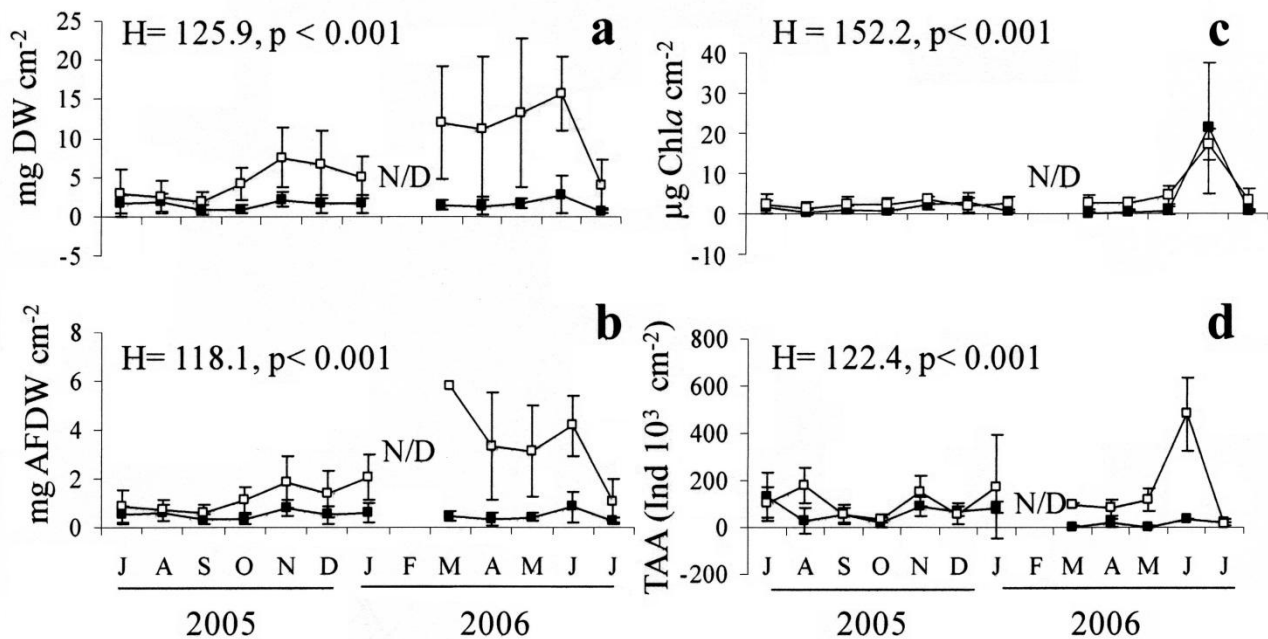 a
H= 125.9, p < 0.001
mg DW cm-2
25
20
15
10
5
0
-5
N/D
c
H = 152.2, p< 0.001
µg Chla cm-2
40
30
20
10
0
-10
N/D
b
H= 118.1, p< 0.001
mg AFDW cm-2
8
6
4
2
0
N/D
J A S O N D J F M A M J J
2005 2006
d
H= 122.4, p< 0.001
TAA (Ind 10³ cm-2)
800
600
400
200
0
-200
N/D
J A S O N D J F M A M J J
2005 2006